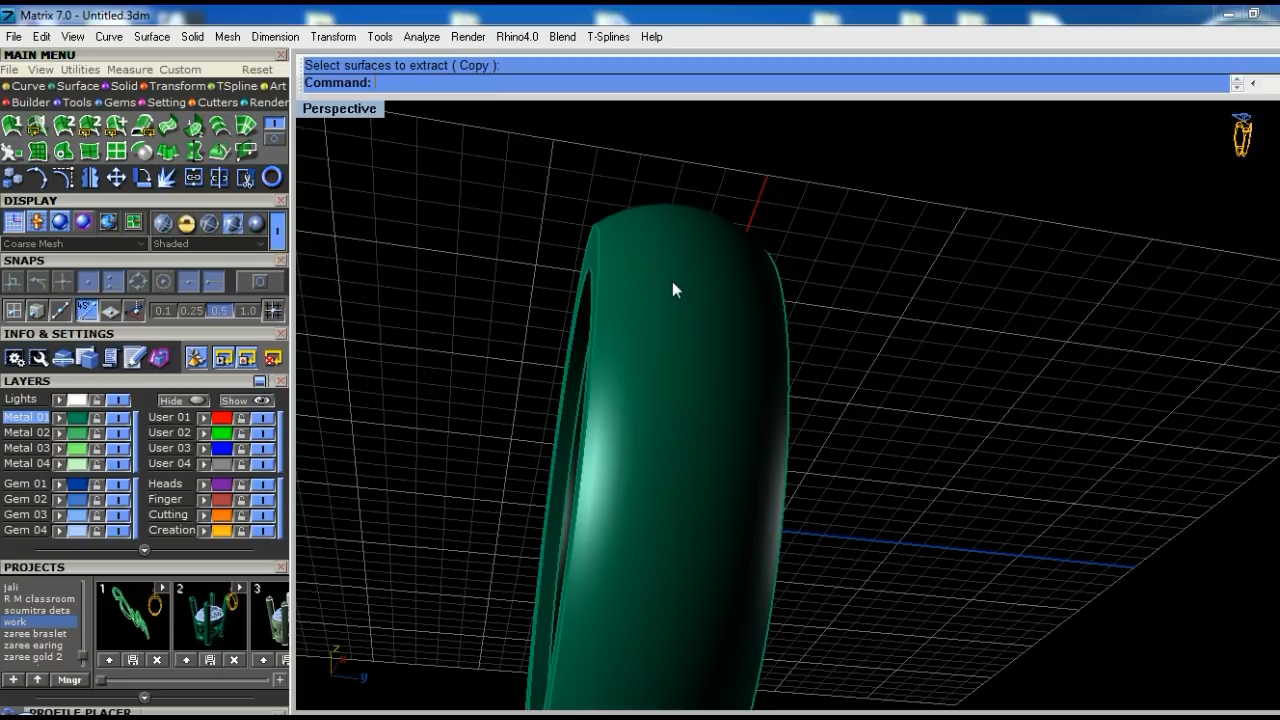 Matrix 7.0 - Untitled.3dm
File Edit View Curve Surface Solid Mesh Dimension Transform Tools Analyze Render Rhino4.0 Blend T-Splines Help
MAIN MENU
File View Utilities Measure Custom Reset
Curve Surface Solid Transform TSpline Art
Builder Tools Gems Setting Cutters Render
Select surfaces to extract ( Copy ):
Command:
Perspective
DISPLAY
Coarse Mesh Shaded
SNAPS
45°
0.1 0.25 0.5 1.0
INFO & SETTINGS
LAYERS
Lights Hide Show
Metal 01 User 01
Metal 02 User 02
Metal 03 User 03
Metal 04 User 04
Gem 01 Heads
Gem 02 Finger
Gem 03 Cutting
Gem 04 Creation
PROJECTS
jali
R M classroom
soumitra deta
work
zaree braslet
zaree earing
zaree gold 2
1 2 3
Mngr
PROFILE PLACER
z
x
y